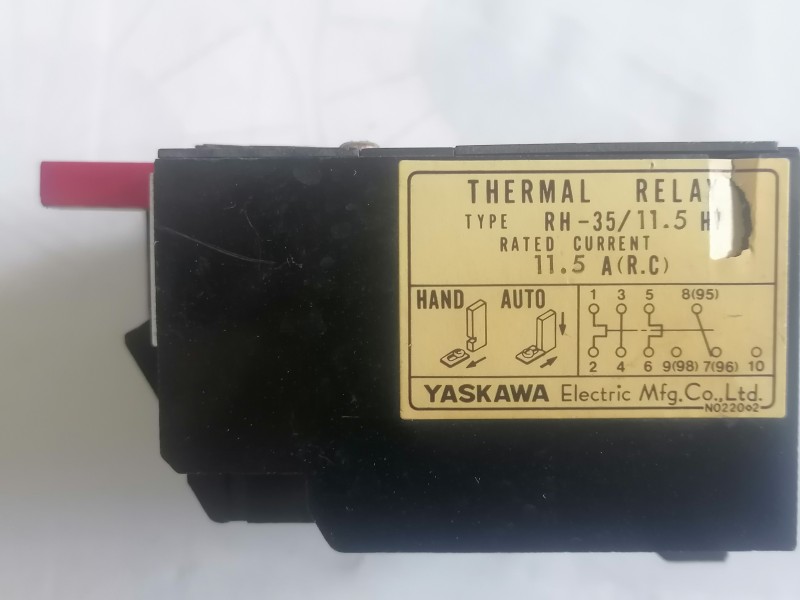 THERMAL RELAY
TYPE RH-35/11.5 H
RATED CURRENT
11.5 A(R.C)
HAND AUTO
1 3 5 8(95)
2 4 6 9(98) 7(96) 10
YASKAWA Electric Mfg.Co.,Ltd.